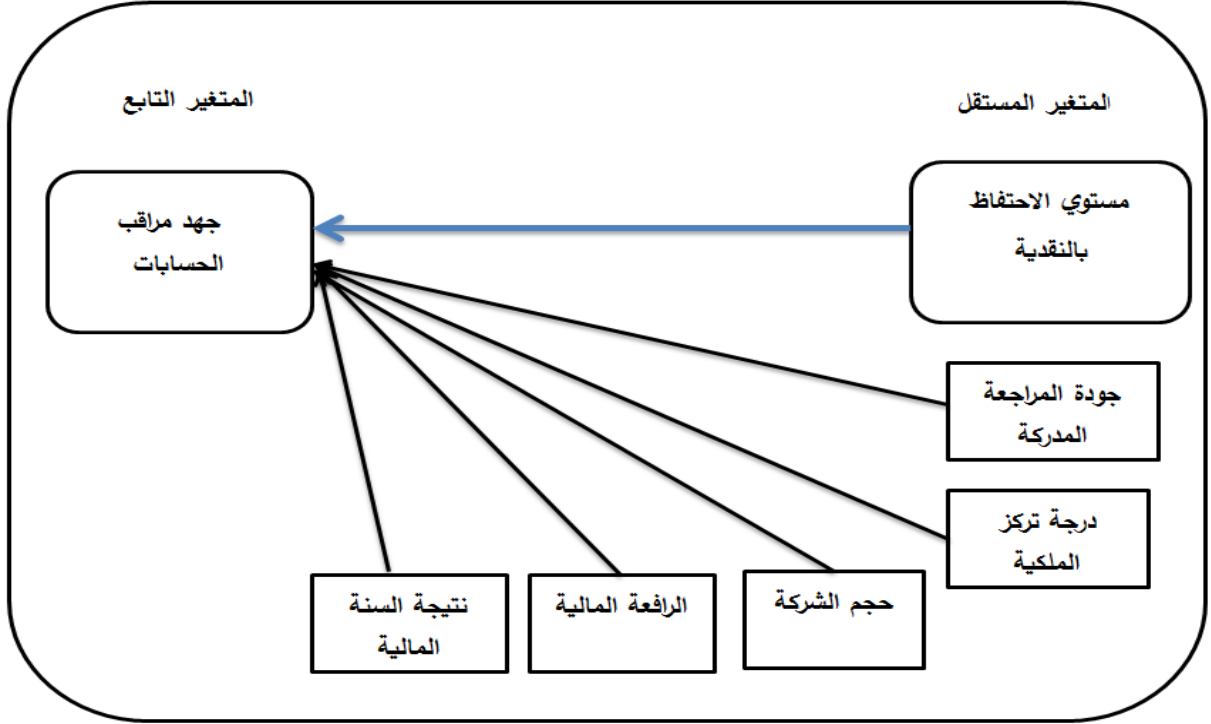 المتغير المستقل
المتغير التابع
مستوي الاحتفاظ
بالنقدية
جهد مراقب
الحسابات
جودة المراجعة
المدركة
درجة تركز
الملكية
حجم الشركة
الرافعة المالية
نتيجة السنة
المالية